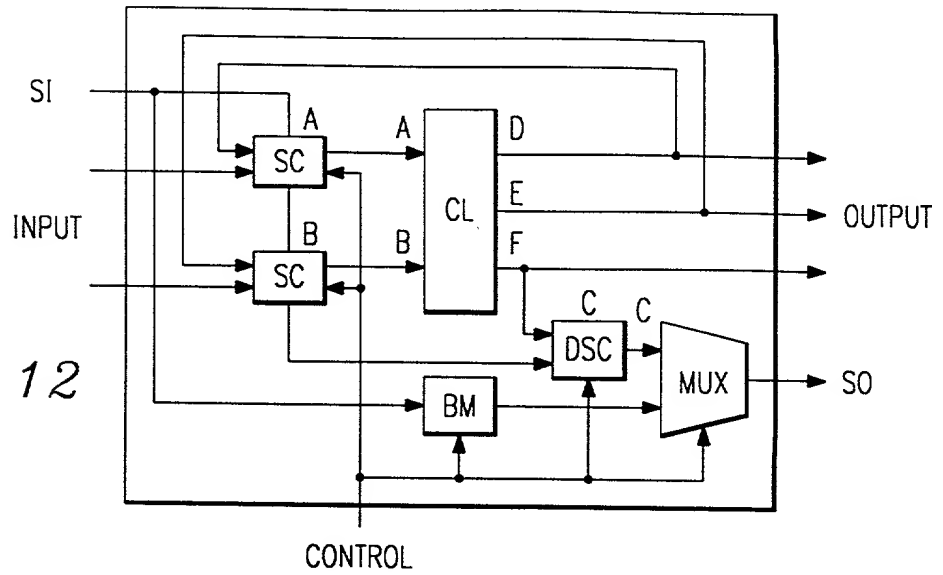 SI
A
A
D
SC
CL
E
INPUT
OUTPUT
B
B
F
SC
C
C
DSC
12
MUX
SO
BM
CONTROL